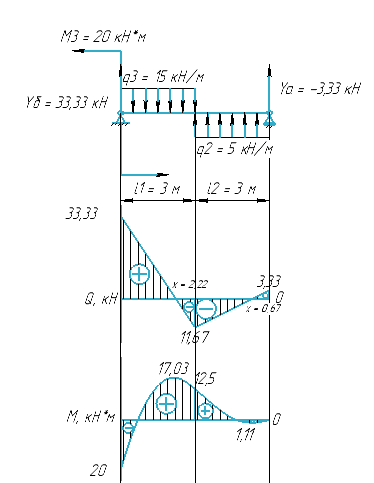 M3 = 20 кН*м
q3 = 15 кН/м
Yб = 33,33 кН
Yа = -3,33 кН
q2 = 5 кН/м
l1 = 3 м
l2 = 3 м
33,33
+
x = 2,22
3,33
Q, кН
-
-
0
x = 0,67
11,67
17,03
12,5
+
+
M, кН*м
-
0
1,11
20